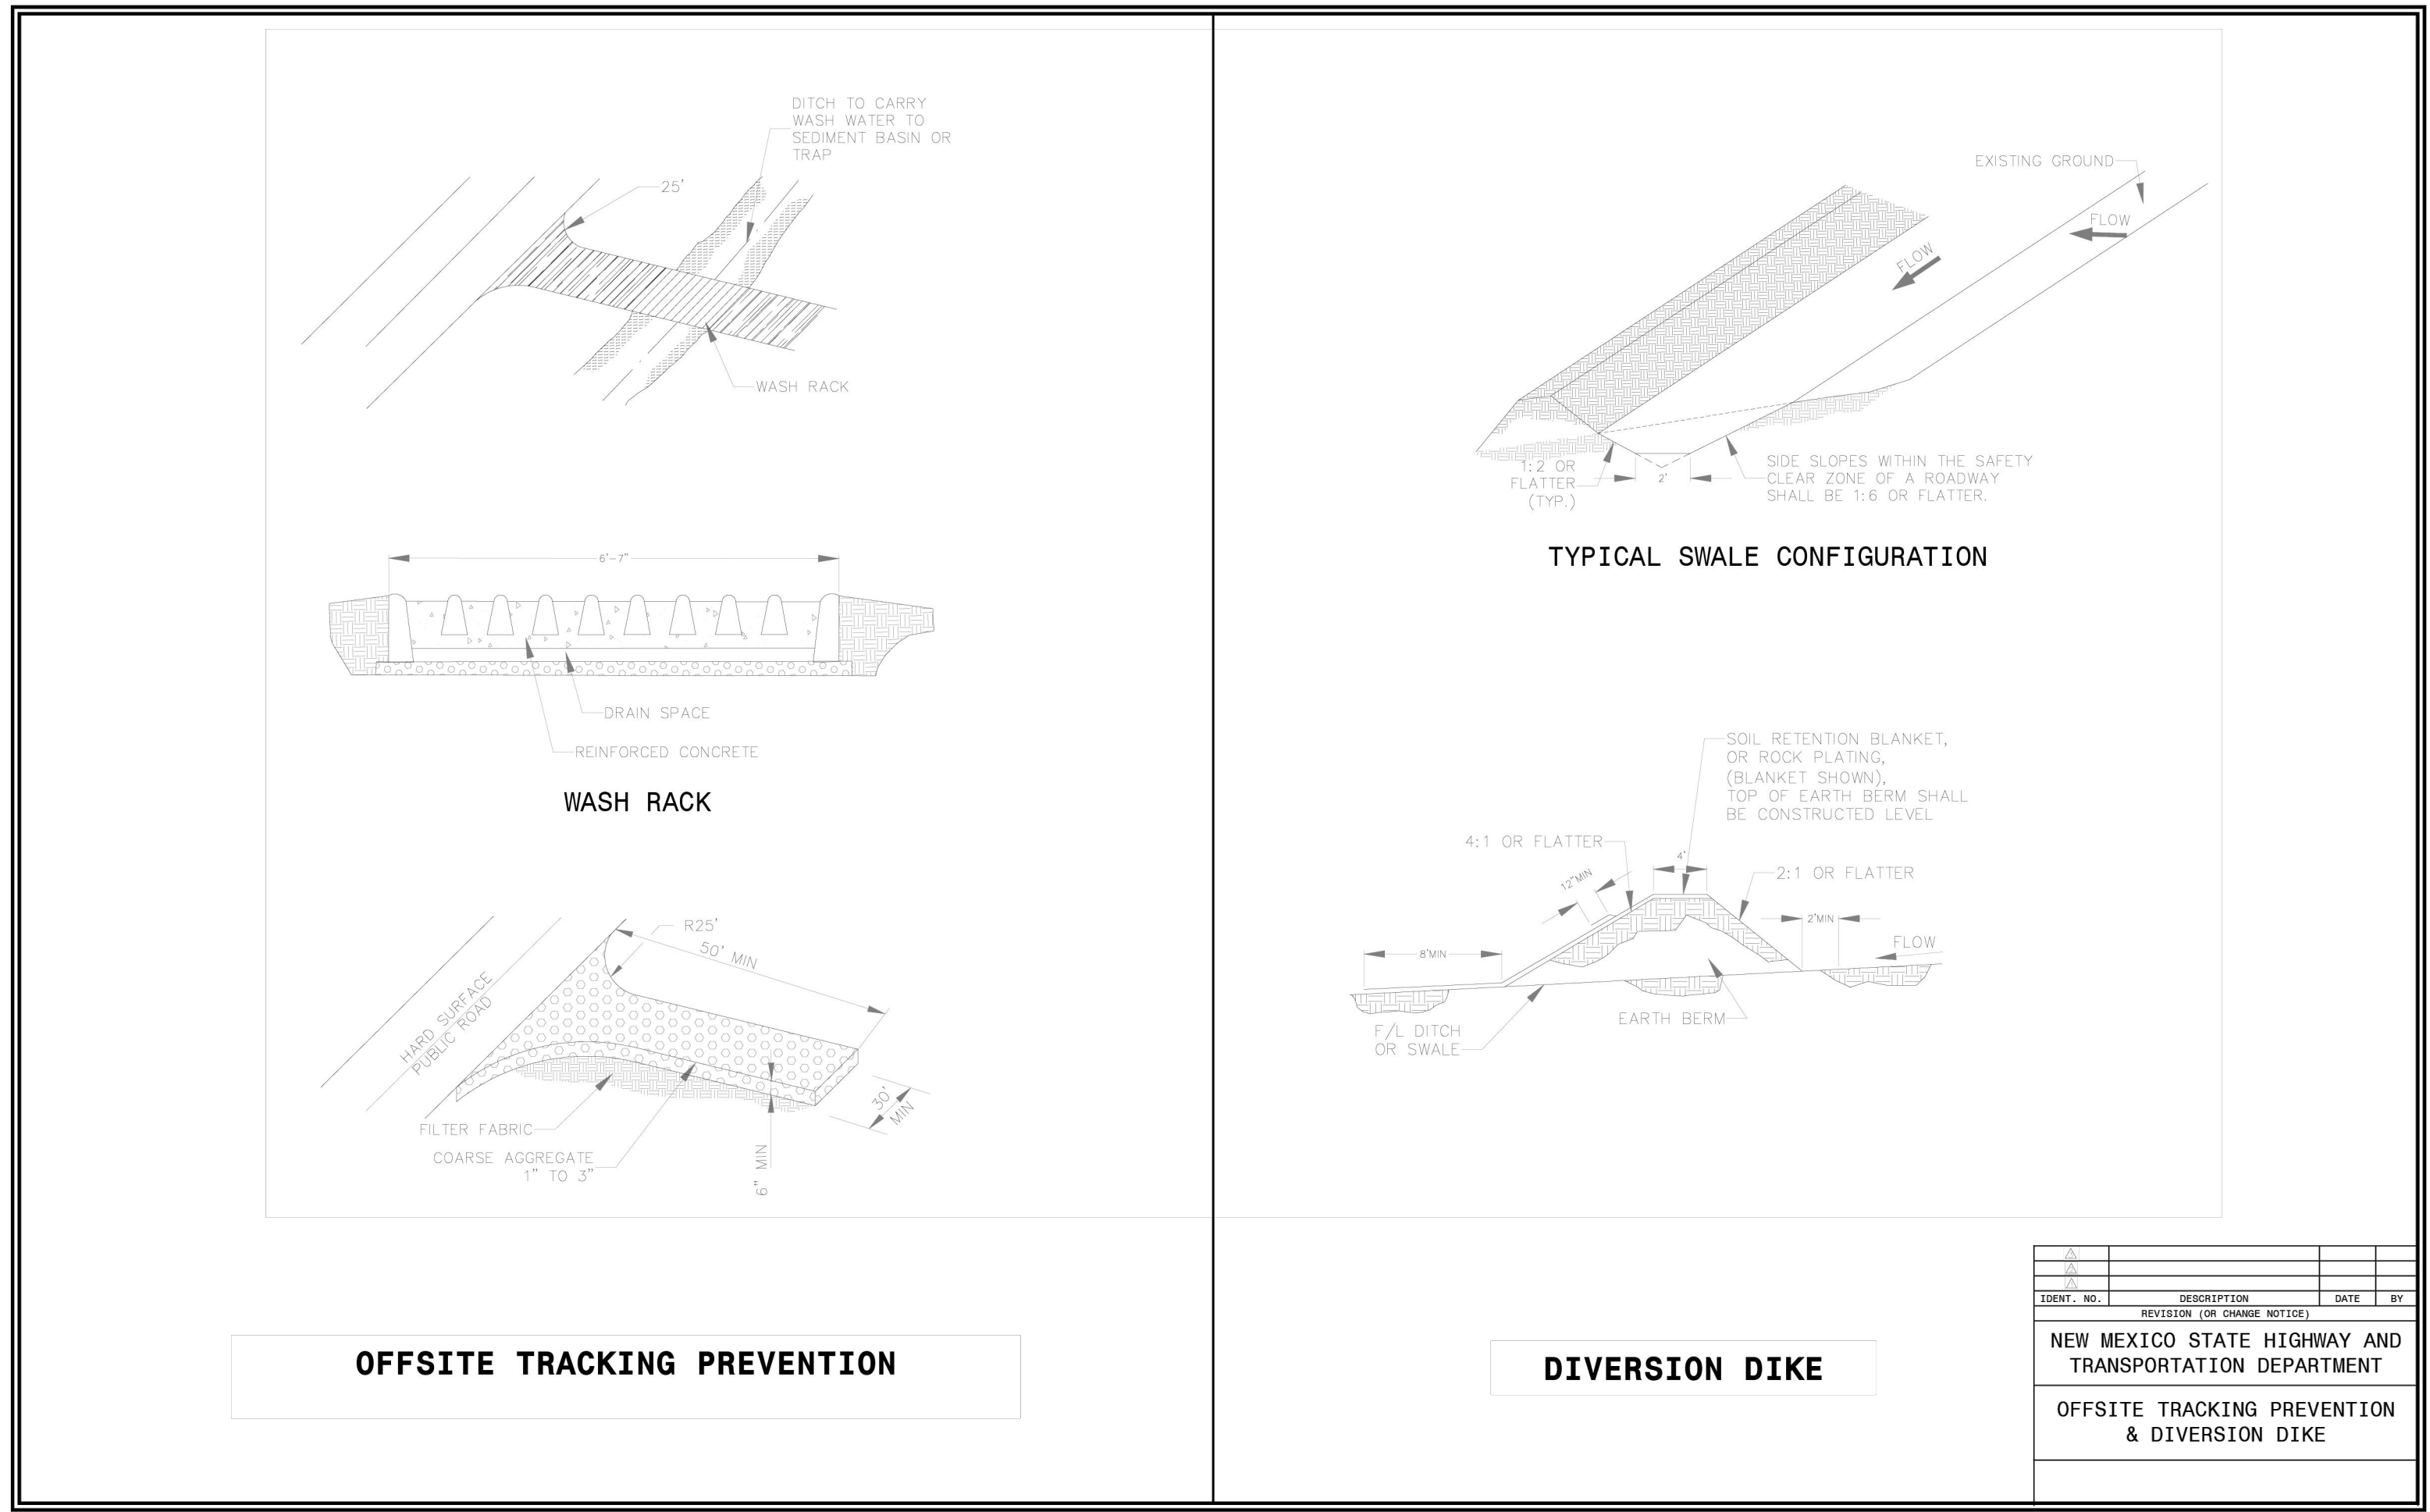 DITCH TO CARRY
WASH WATER TO
SEDIMENT BASIN OR
TRAP
25'
WASH RACK
6'-7"
DRAIN SPACE
REINFORCED CONCRETE
WASH RACK
R25'
50' MIN
HARD SURFACE
PUBLIC ROAD
FILTER FABRIC
COARSE AGGREGATE
1" TO 3"
6" MIN
30'
MIN
OFFSITE TRACKING PREVENTION
EXISTING GROUND
FLOW
FLOW
1:2 OR
FLATTER
(TYP.)
2'
SIDE SLOPES WITHIN THE SAFETY
CLEAR ZONE OF A ROADWAY
SHALL BE 1:6 OR FLATTER.
TYPICAL SWALE CONFIGURATION
SOIL RETENTION BLANKET,
OR ROCK PLATING,
(BLANKET SHOWN),
TOP OF EARTH BERM SHALL
BE CONSTRUCTED LEVEL
4:1 OR FLATTER
4'
12"MIN
2:1 OR FLATTER
2'MIN
8'MIN
FLOW
F/L DITCH
OR SWALE
EARTH BERM
DIVERSION DIKE
IDENT. NO. DESCRIPTION DATE BY
REVISION (OR CHANGE NOTICE)
NEW MEXICO STATE HIGHWAY AND
TRANSPORTATION DEPARTMENT
OFFSITE TRACKING PREVENTION
& DIVERSION DIKE